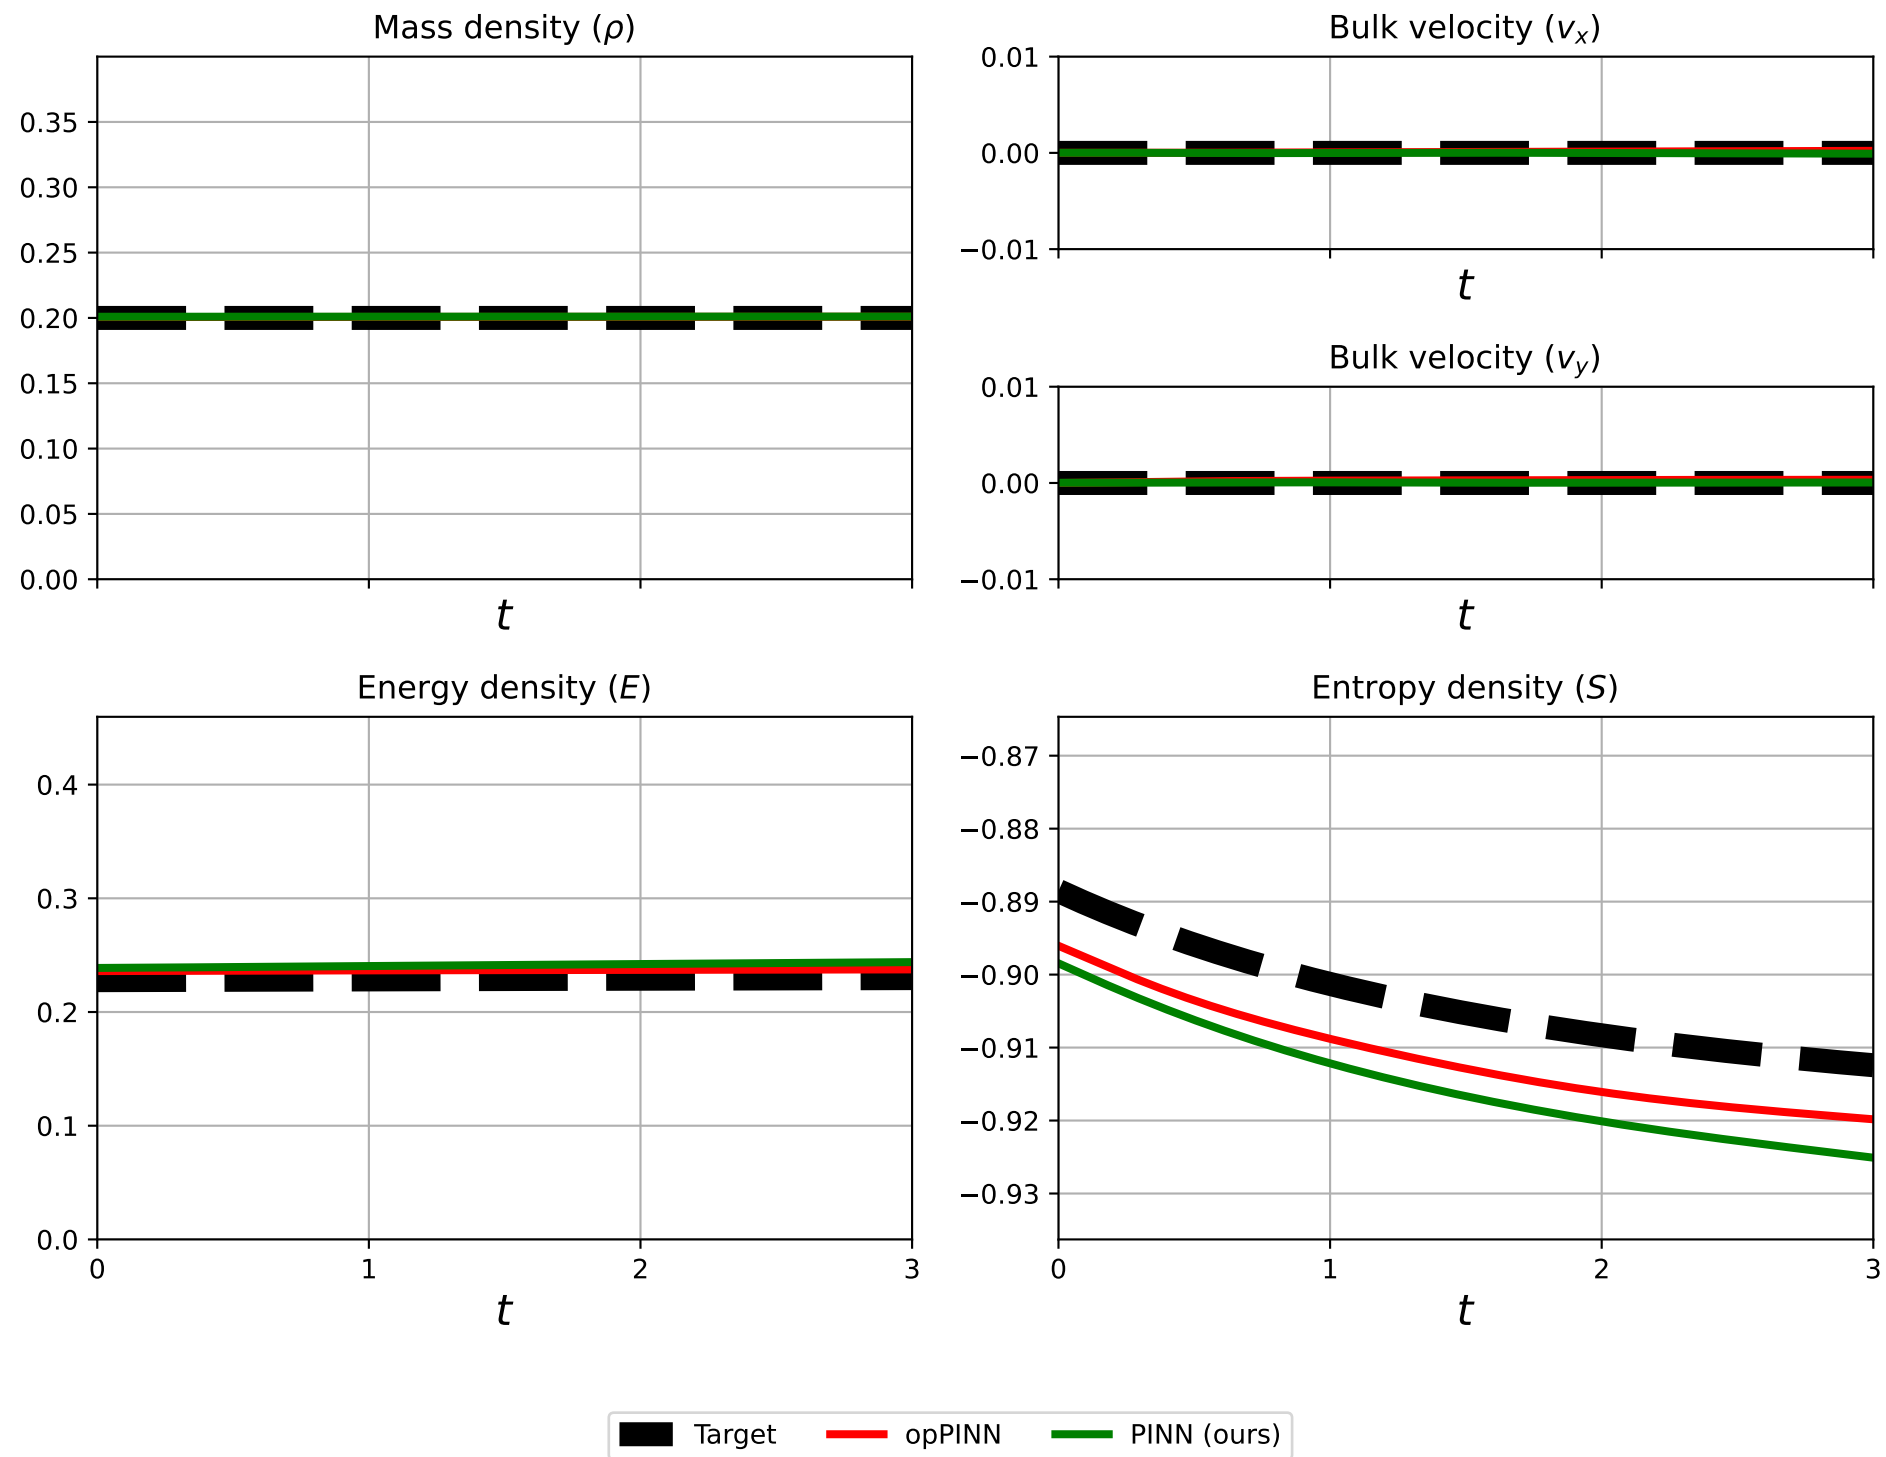 Mass density (ρ)
0.35
0.30
0.25
0.20
0.15
0.10
0.05
0.00
t
Bulk velocity (vₓ)
0.01
0.00
−0.01
t
Bulk velocity (v_y)
0.01
0.00
−0.01
t
Energy density (E)
0.4
0.3
0.2
0.1
0.0
0 1 2 3
t
Entropy density (S)
−0.87
−0.88
−0.89
−0.90
−0.91
−0.92
−0.93
0 1 2 3
t
Target opPINN PINN (ours)